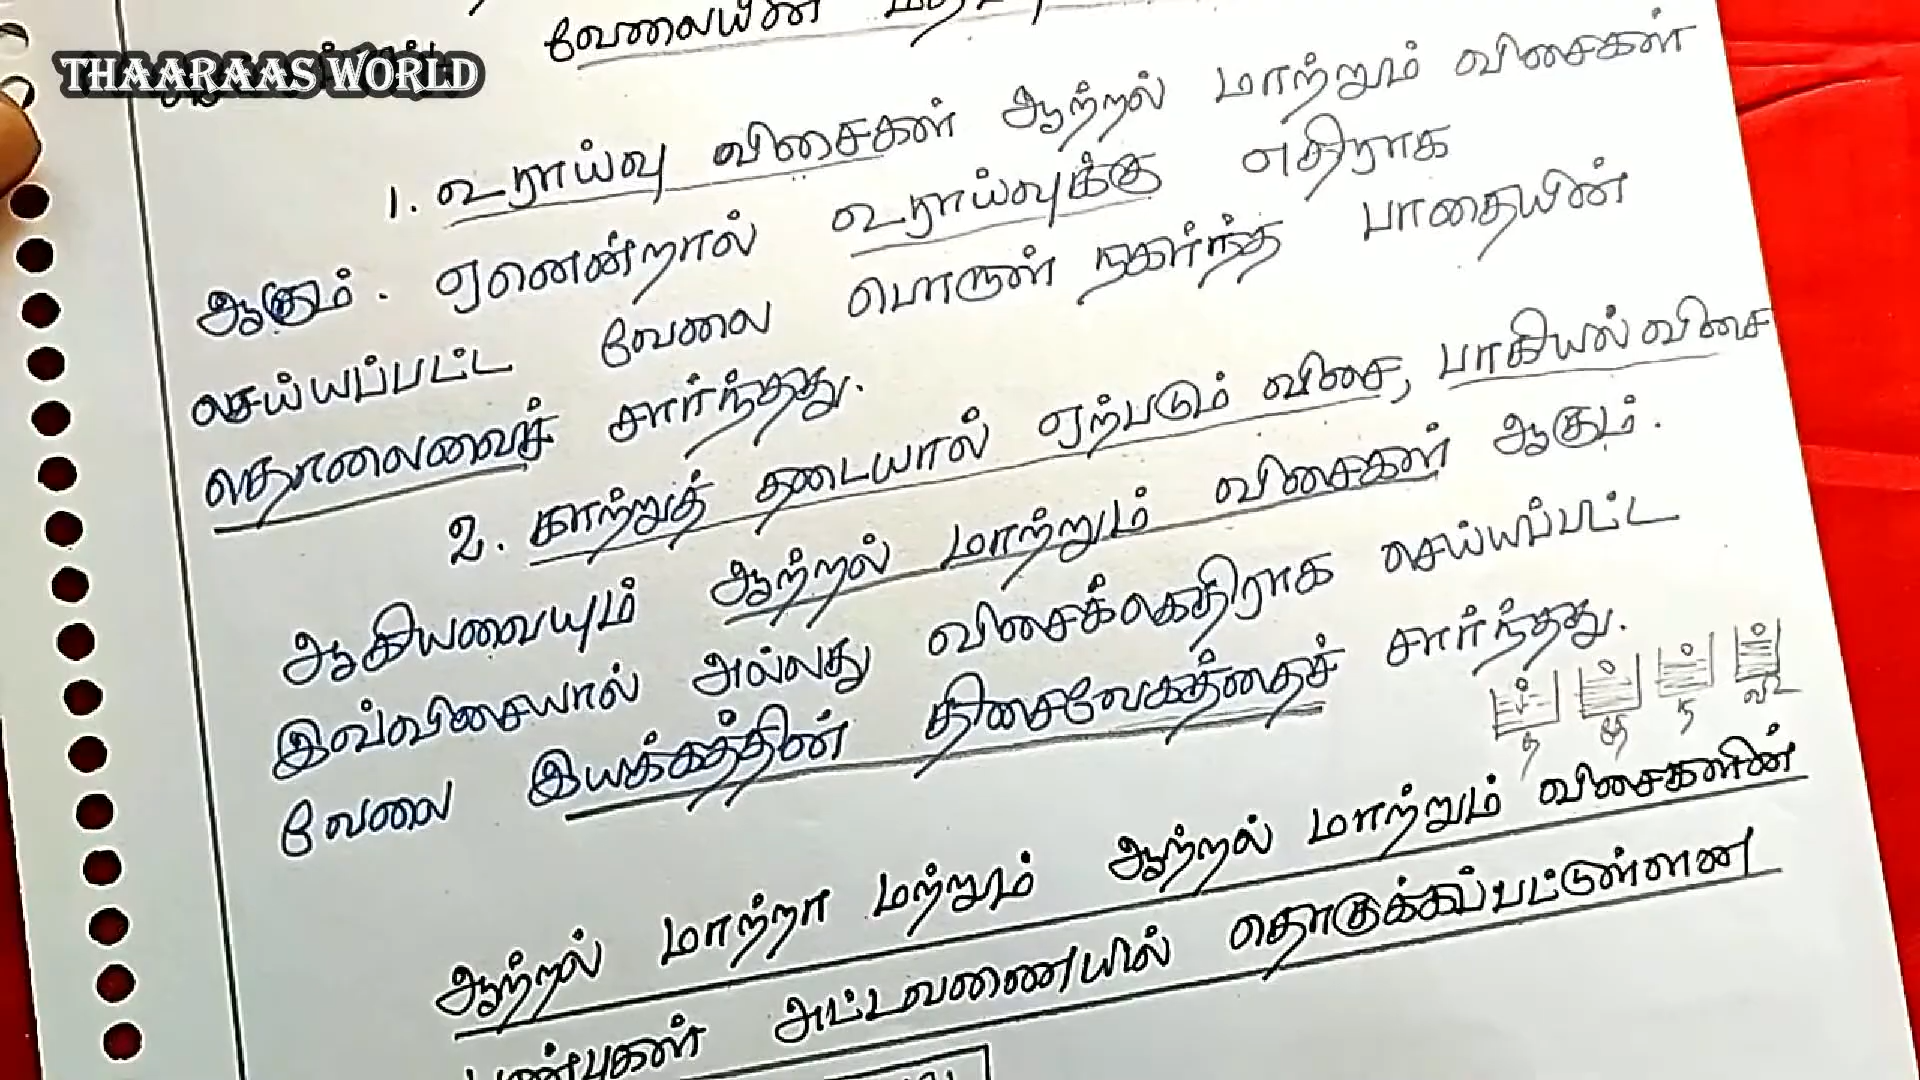 வேலையின்
THAARAAS WORLD
1. உராய்வு விசைகள் ஆற்றல் மாற்றும் விசைகள்
ஆகும். ஏனென்றால் உராய்வுக்கு எதிராக
செய்யப்பட்ட வேலை பொருள் நகர்ந்த பாதையின்
தொலைவைச் சார்ந்தது.
2. காற்றுத் தடையால் ஏற்படும் விசை, பாகியல் விசை
ஆகியவையும் ஆற்றல் மாற்றும் விசைகள் ஆகும்.
இவ்விசையால் அல்லது விசைக்கெதிராக செய்யப்பட்ட
வேலை இயக்கத்தின் திசைவேகத்தைச் சார்ந்தது.
ஆற்றல் மாற்றா மற்றும் ஆற்றல் மாற்றும் விசைகளின்
பண்புகள் அட்டவணையில் தொகுக்கப்பட்டுள்ளன